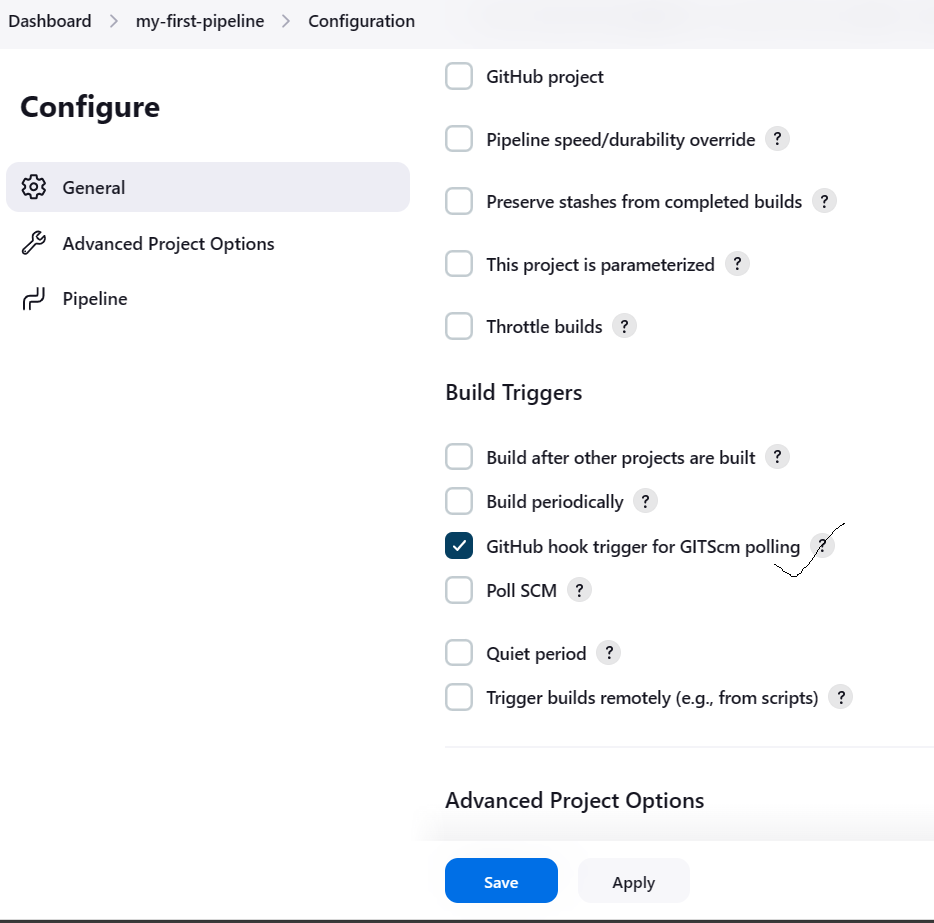 Dashboard > my-first-pipeline > Configuration
Configure
General
Advanced Project Options
Pipeline
GitHub project
Pipeline speed/durability override ?
Preserve stashes from completed builds ?
This project is parameterized ?
Throttle builds ?
Build Triggers
Build after other projects are built ?
Build periodically ?
GitHub hook trigger for GITScm polling ?
Poll SCM ?
Quiet period ?
Trigger builds remotely (e.g., from scripts) ?
Advanced Project Options
Save Apply